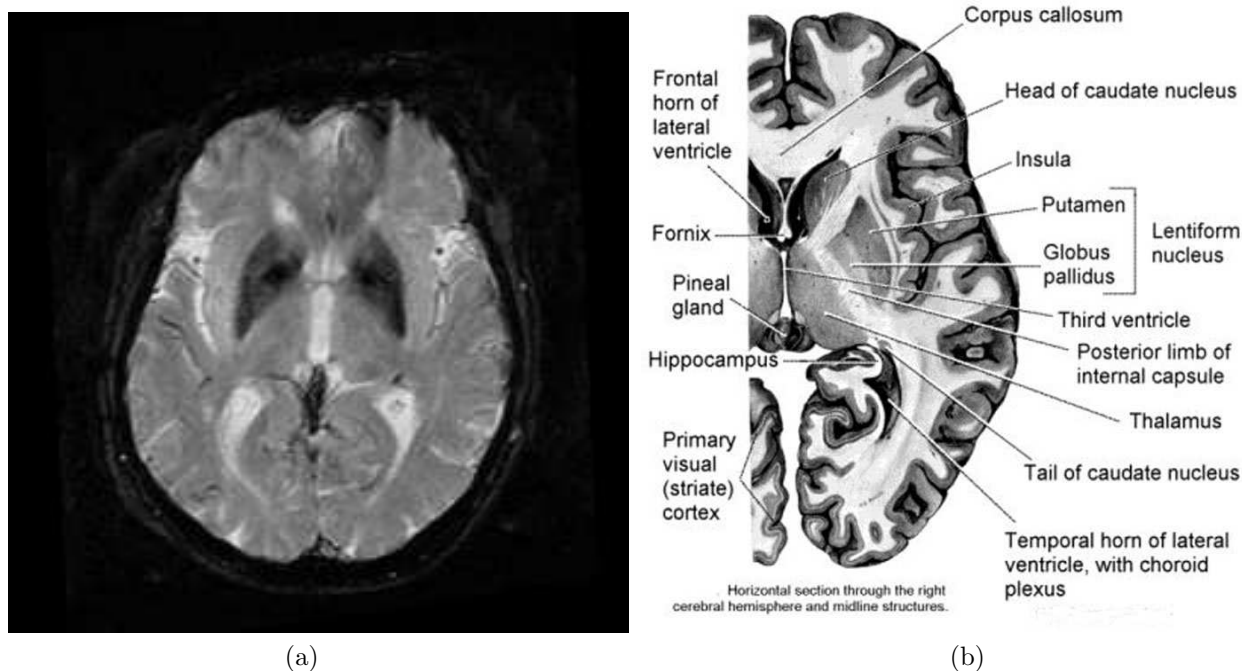 Corpus callosum
Frontal
horn of
lateral
ventricle
Head of caudate nucleus
Insula
Putamen
Lentiform
nucleus
Fornix
Globus
pallidus
Pineal
gland
Third ventricle
Hippocampus
Posterior limb of
internal capsule
Thalamus
Primary
visual
(striate)
cortex
Tail of caudate nucleus
Temporal horn of lateral
ventricle, with choroid
plexus
Horizontal section through the right
cerebral hemisphere and midline structures.
(a)
(b)